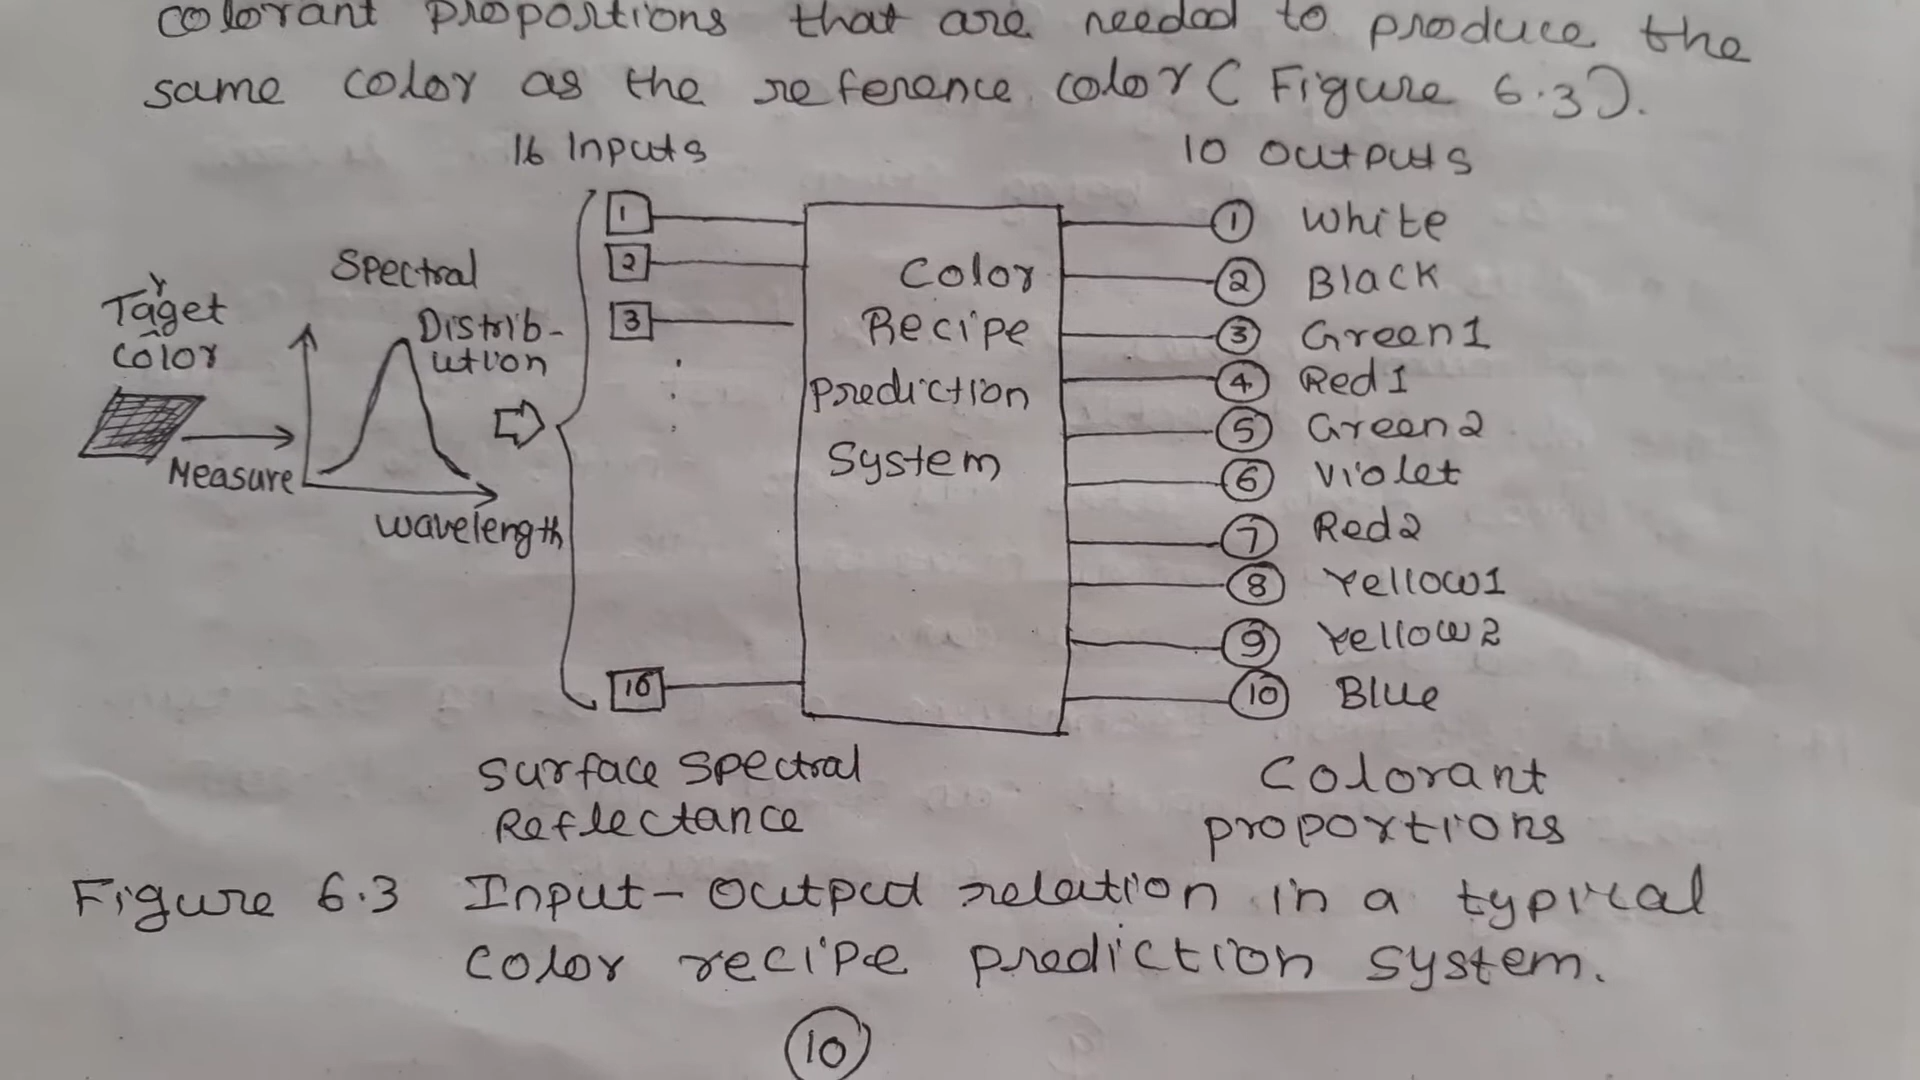 colorant proportions that are needed to produce the
same color as the reference color (Figure 6.3).
16 Inputs
10 outputs
Target
color
Measure
Spectral
Distrib-
ution
wavelength
1
2
3
16
Color
Recipe
prediction
System
1 White
2 Black
3 Green1
4 Red1
5 Green2
6 Violet
7 Red2
8 Yellow1
9 Yellow2
10 Blue
Surface Spectral
Reflectance
Colorant
proportions
Figure 6.3 Input-output relation in a typical
color recipe prediction system.
10